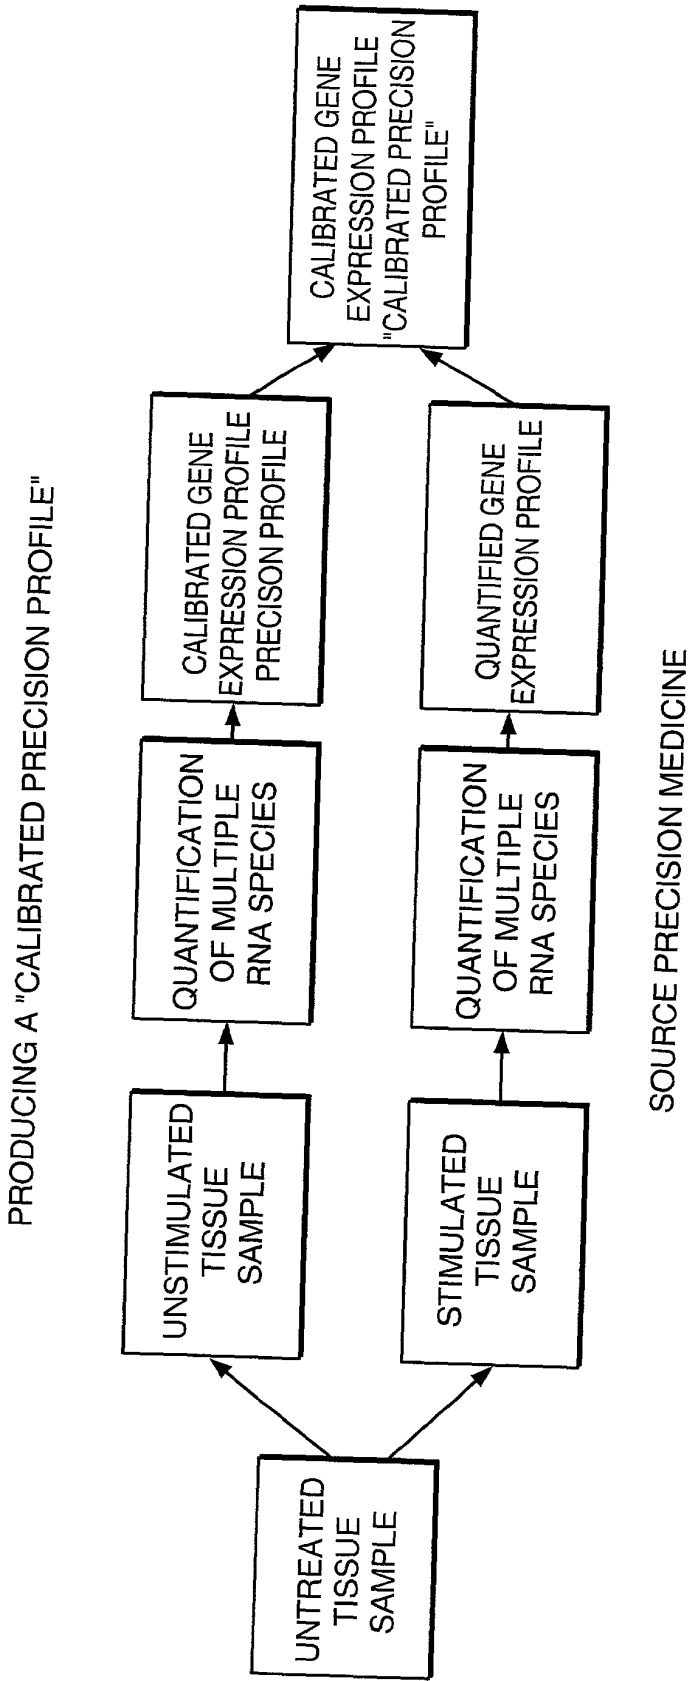 PRODUCING A "CALIBRATED PRECISION PROFILE"
UNTREATED
TISSUE
SAMPLE
UNSTIMULATED
TISSUE
SAMPLE
QUANTIFICATION
OF MULTIPLE
RNA SPECIES
CALIBRATED GENE
EXPRESSION PROFILE
PRECISON PROFILE
STIMULATED
TISSUE
SAMPLE
QUANTIFICATION
OF MULTIPLE
RNA SPECIES
QUANTIFIED GENE
EXPRESSION PROFILE
CALIBRATED GENE
EXPRESSION PROFILE
"CALIBRATED PRECISION
PROFILE"
SOURCE PRECISION MEDICINE